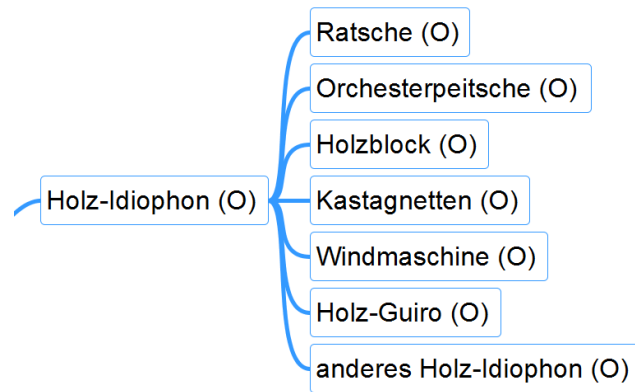 Ratsche (O)
Orchesterpeitsche (O)
Holzblock (O)
Holz-Idiophon (O)
Kastagnetten (O)
Windmaschine (O)
Holz-Guiro (O)
anderes Holz-Idiophon (O)